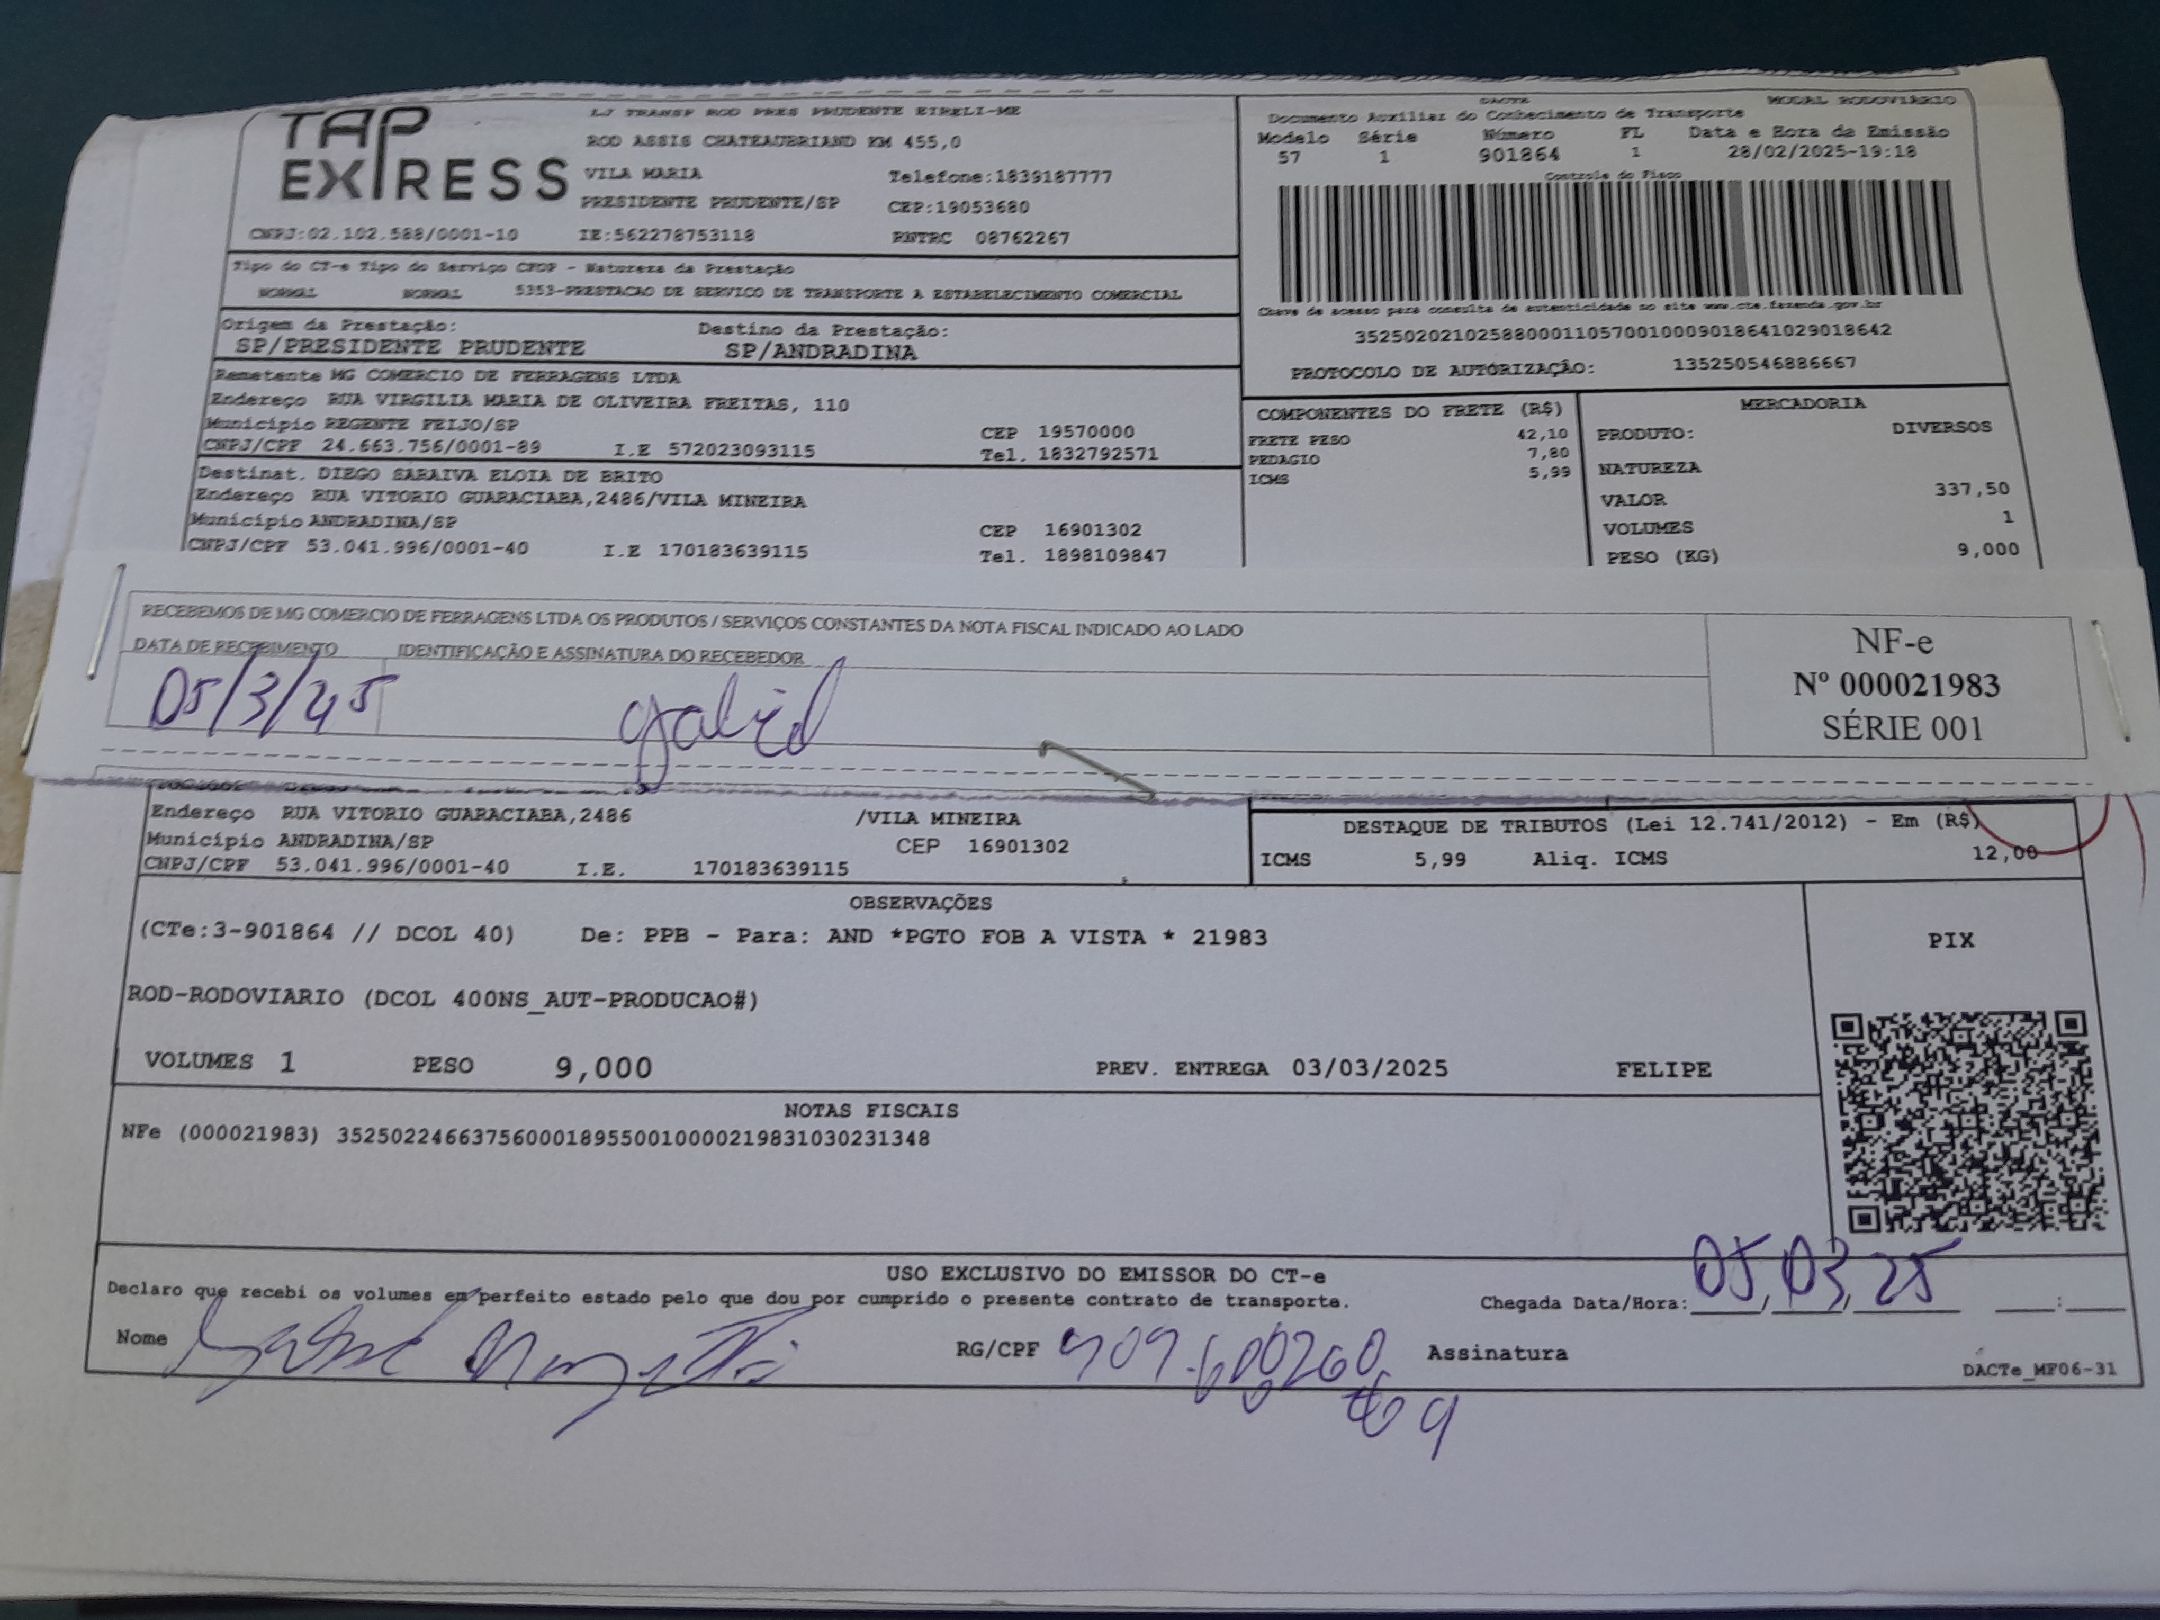 TAP EXPRESS
LJ TRANSP ROD PRES PRUDENTE EIRELI-ME
ROD ASSIS CHATEAUBRIAND KM 455,0
VILA MARIA Telefone:1839187777
PRESIDENTE PRUDENTE/SP CEP:19053680
CNPJ:02.102.588/0001-10 IE:562278753118 RNTRC 08762267
DACTE MODAL RODOVIARIO
Documento Auxiliar do Conhecimento de Transporte
Modelo Série Número FL Data e Hora da Emissão
57 1 901864 1 28/02/2025-19:18
Controle do Fisco
Chave de acesso para consulta de autenticidade no site www.cte.fazenda.gov.br
35250202102588000110570010009018641029018642
PROTOCOLO DE AUTORIZAÇÃO: 135250546886667
Tipo do CT-e Tipo do Serviço CFOP - Natureza da Prestação
NORMAL NORMAL 5353-PRESTACAO DE SERVICO DE TRANSPORTE A ESTABELECIMENTO COMERCIAL
Origem da Prestação: Destino da Prestação:
SP/PRESIDENTE PRUDENTE SP/ANDRADINA
Remetente MG COMERCIO DE FERRAGENS LTDA
Endereço RUA VIRGILIA MARIA DE OLIVEIRA FREITAS, 110
Município REGENTE FEIJO/SP CEP 19570000
CNPJ/CPF 24.663.756/0001-89 I.E 572023093115 Tel. 1832792571
Destinat. DIEGO SARAIVA ELOIA DE BRITO
Endereço RUA VITORIO GUARACIABA,2486/VILA MINEIRA
Município ANDRADINA/SP CEP 16901302
CNPJ/CPF 53.041.996/0001-40 I.E 170183639115 Tel. 1898109847
COMPONENTES DO FRETE (R$)
FRETE PESO 42,10
PEDAGIO 7,80
ICMS 5,99
MERCADORIA
PRODUTO: DIVERSOS
NATUREZA
VALOR 337,50
VOLUMES 1
PESO (KG) 9,000
RECEBEMOS DE MG COMERCIO DE FERRAGENS LTDA OS PRODUTOS / SERVIÇOS CONSTANTES DA NOTA FISCAL INDICADO AO LADO
DATA DE RECEBIMENTO IDENTIFICAÇÃO E ASSINATURA DO RECEBEDOR
05/3/25 gabriel
NF-e
Nº 000021983
SÉRIE 001
Endereço RUA VITORIO GUARACIABA,2486 /VILA MINEIRA
Município ANDRADINA/SP CEP 16901302
CNPJ/CPF 53.041.996/0001-40 I.E. 170183639115
DESTAQUE DE TRIBUTOS (Lei 12.741/2012) - Em (R$)
ICMS 5,99 Aliq. ICMS 12,00
OBSERVAÇÕES
(CTe:3-901864 // DCOL 40) De: PPB - Para: AND *PGTO FOB A VISTA * 21983
ROD-RODOVIARIO (DCOL 400NS_AUT-PRODUCAO#)
VOLUMES 1 PESO 9,000 PREV. ENTREGA 03/03/2025 FELIPE
PIX
NOTAS FISCAIS
NFe (000021983) 35250224663756000189550010000219831030231348
USO EXCLUSIVO DO EMISSOR DO CT-e
Declaro que recebi os volumes em perfeito estado pelo que dou por cumprido o presente contrato de transporte.
Chegada Data/Hora: 05/03/25 :
Nome RG/CPF Assinatura
DACTe_MF06-31